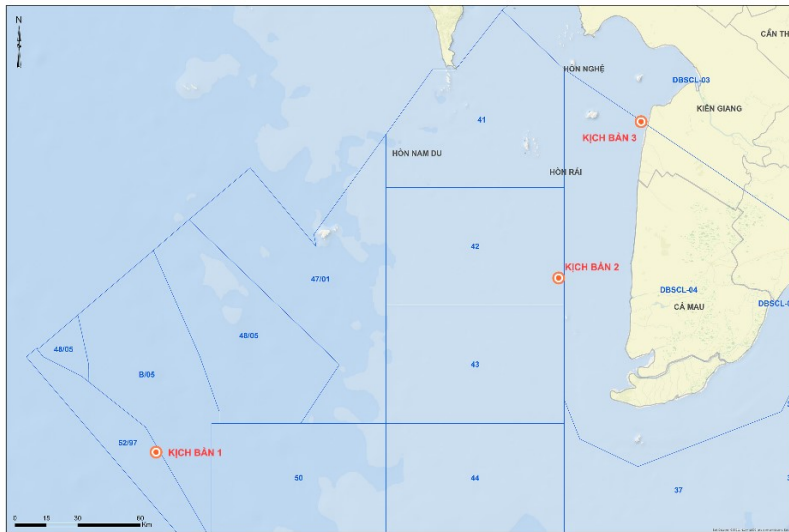 N
CẦN TH
HÒN NGHỆ
DBSCL-03
KIÊN GIANG
41
KỊCH BẢN 3
HÒN NAM DU
HÒN RÁI
42
KỊCH BẢN 2
47/01
DBSCL-04
CÀ MAU
DBSCL-0
48/05
46/05
B/05
43
52/97
KỊCH BẢN 1
50
44
37
0 15 30 60
Km